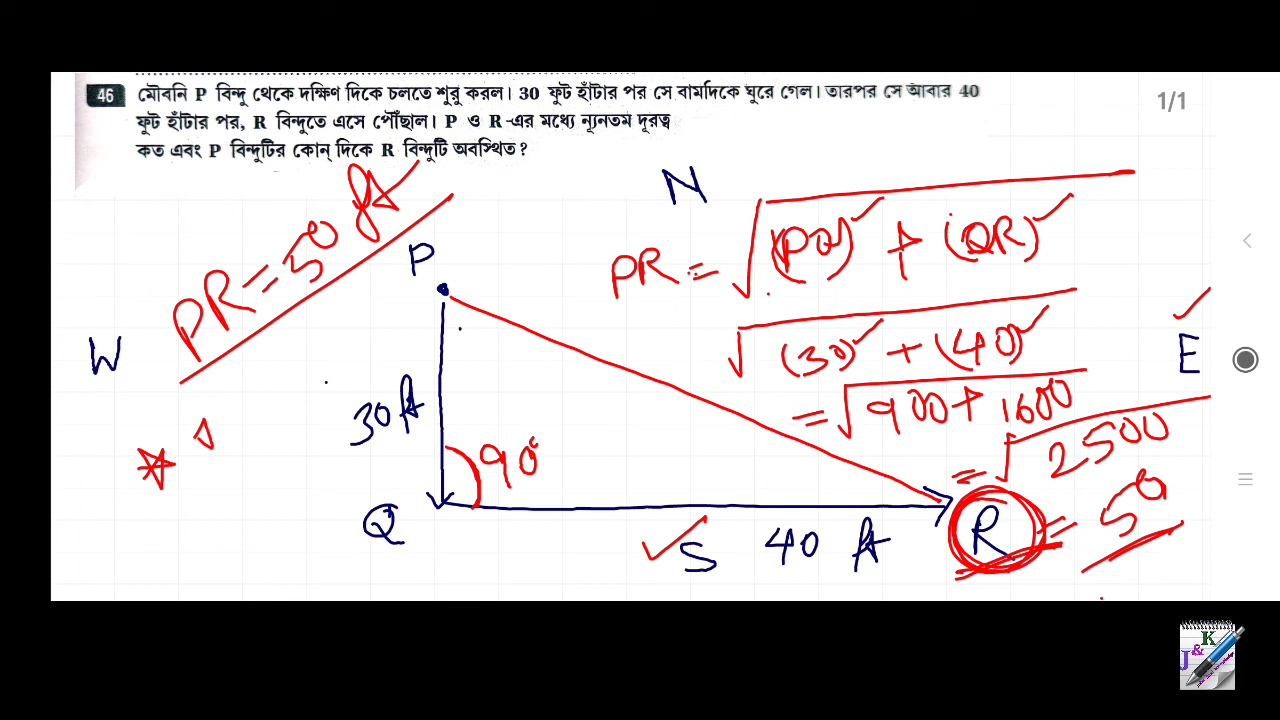 46 মৌবনি P বিন্দু থেকে দক্ষিণ দিকে চলতে শুরু করল। 30 ফুট হাঁটার পর সে বামদিকে ঘুরে গেল। তারপর সে আবার 40
1/1
ফুট হাঁটার পর, R বিন্দুতে এসে পৌঁছাল। P ও R-এর মধ্যে ন্যূনতম দূরত্ব
কত এবং P বিন্দুটির কোন্ দিকে R বিন্দুটি অবস্থিত?
N
PR = 50 ft
P
PR = √(PQ)² + (QR)²
W
E
√(30)² + (40)²
30 ft
= √900 + 1600
= √2500
90°
Q
S
40 ft
R
= 50
J&K